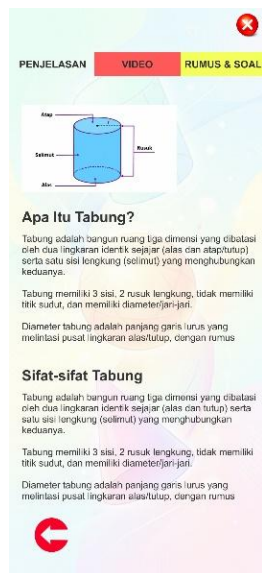 PENJELASAN
VIDEO
RUMUS & SOAL
Atap
Rusuk
Selimut
Alas
Apa Itu Tabung?
Tabung adalah bangun ruang tiga dimensi yang dibatasi
oleh dua lingkaran identik sejajar (alas dan atap/tutup)
serta satu sisi lengkung (selimut) yang menghubungkan
keduanya.
Tabung memiliki 3 sisi, 2 rusuk lengkung, tidak memiliki
titik sudut, dan memiliki diameter/jari-jari.
Diameter tabung adalah panjang garis lurus yang
melintasi pusat lingkaran alas/tutup, dengan rumus
Sifat-sifat Tabung
Tabung adalah bangun ruang tiga dimensi yang dibatasi
oleh dua lingkaran identik sejajar (alas dan tutup) serta
satu sisi lengkung (selimut) yang menghubungkan
keduanya.
Tabung memiliki 3 sisi, 2 rusuk lengkung, tidak memiliki
titik sudut, dan memiliki diameter/jari-jari.
Diameter tabung adalah panjang garis lurus yang
melintasi pusat lingkaran alas/tutup, dengan rumus